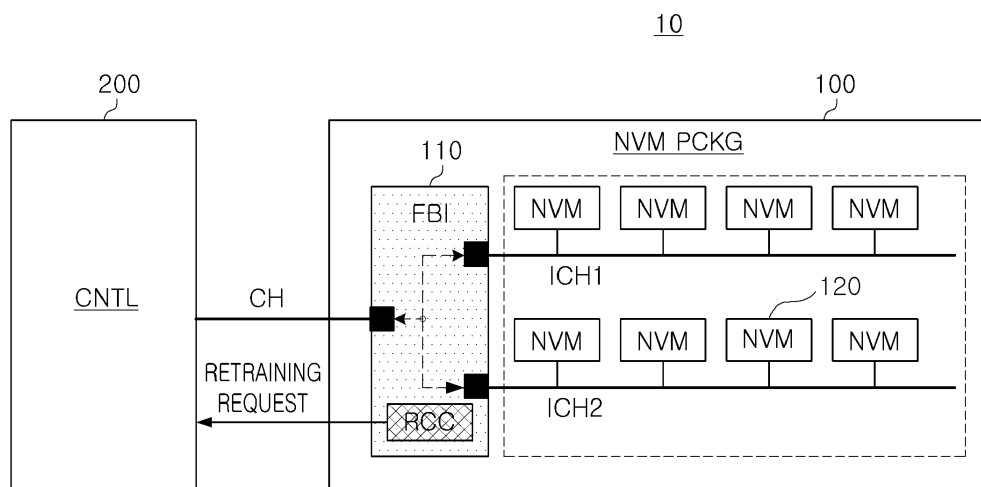 10
200
100
NVM PCKG
110
FBI
NVM NVM NVM NVM
ICH1
CNTL
CH
120
NVM NVM NVM NVM
RETRAINING
REQUEST
ICH2
RCC